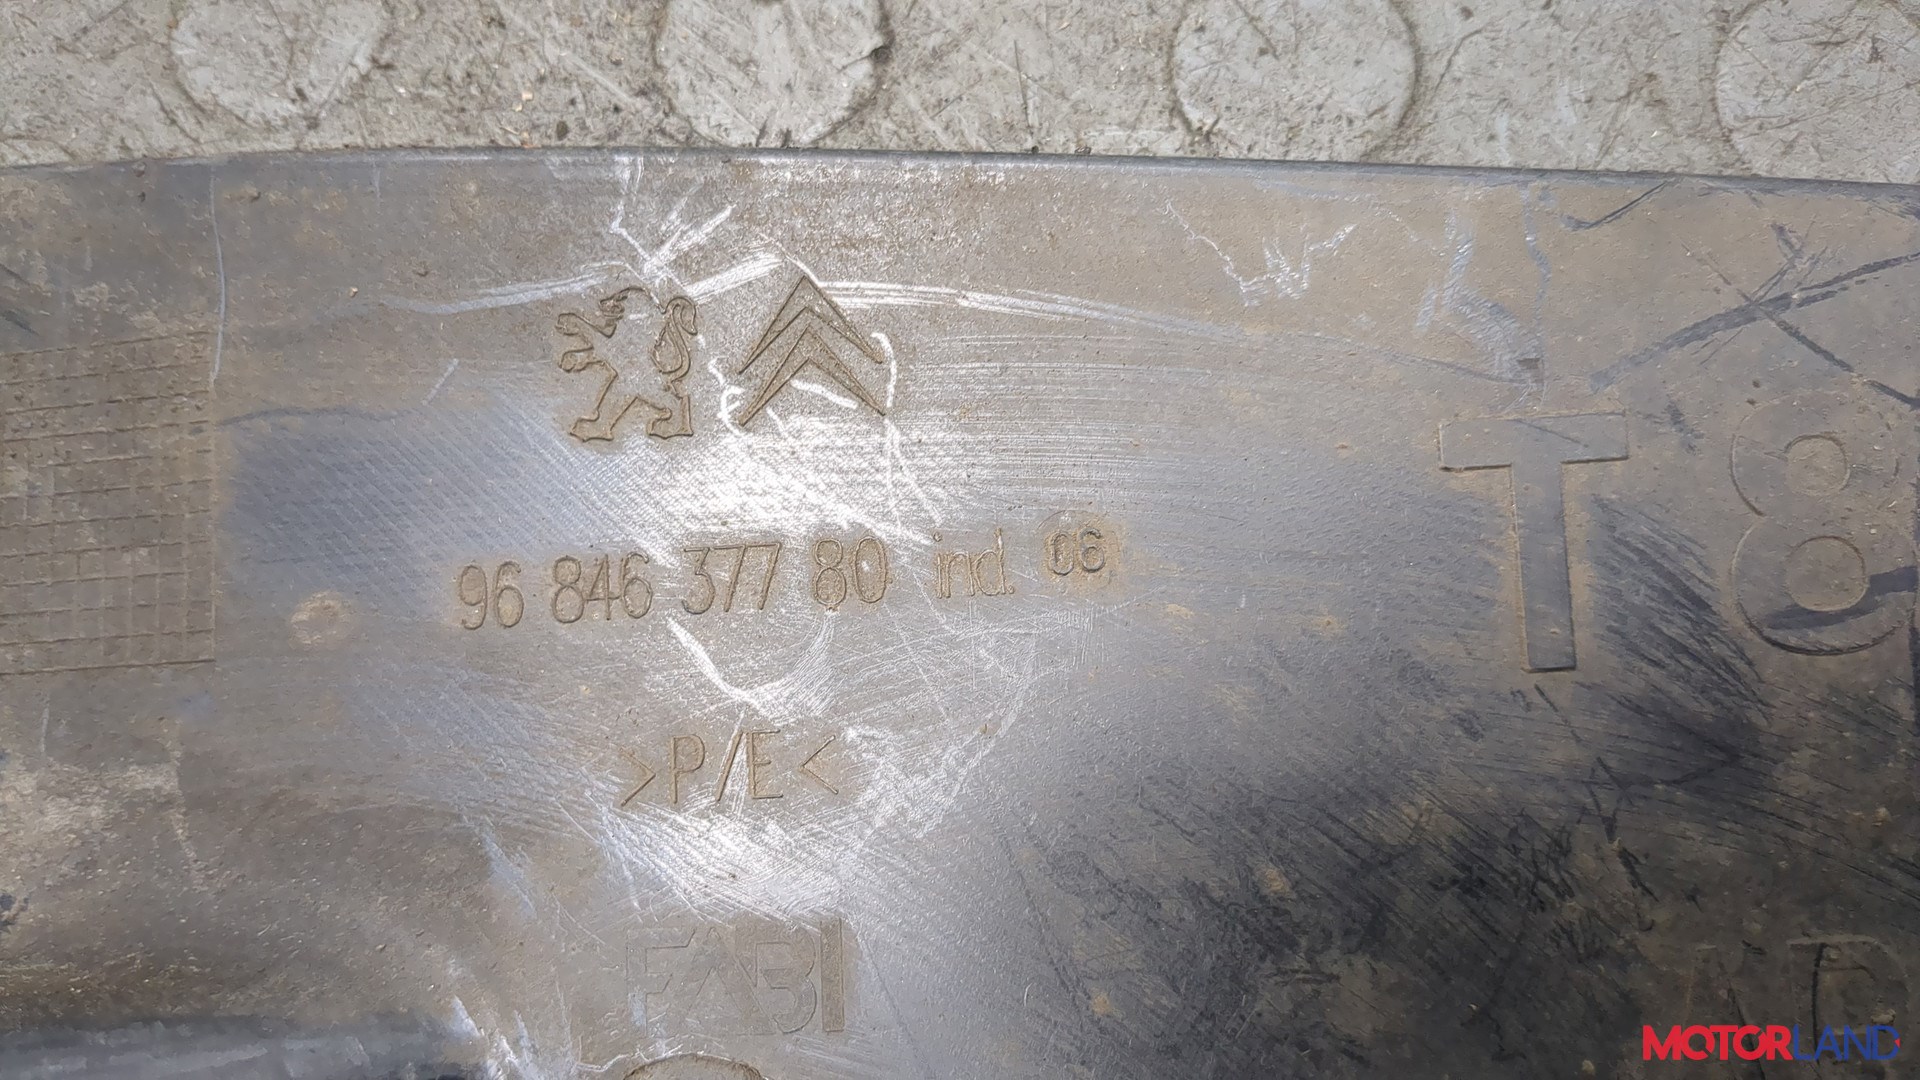 T8
96 846 377 80 ind. 06
>P/E<
FABI
MOTORLAND